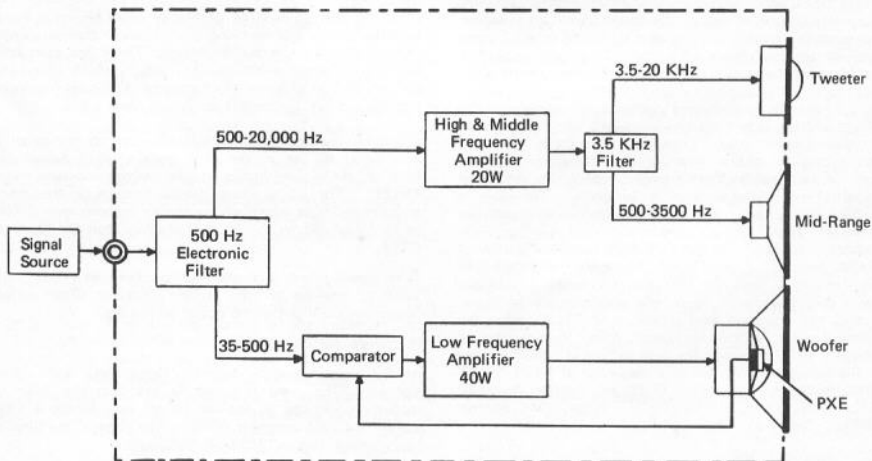 3.5-20 KHz
Tweeter
500-20,000 Hz
High & Middle
Frequency
Amplifier
20W
3.5 KHz
Filter
500-3500 Hz
Mid-Range
Signal
Source
500 Hz
Electronic
Filter
35-500 Hz
Comparator
Low Frequency
Amplifier
40W
Woofer
PXE